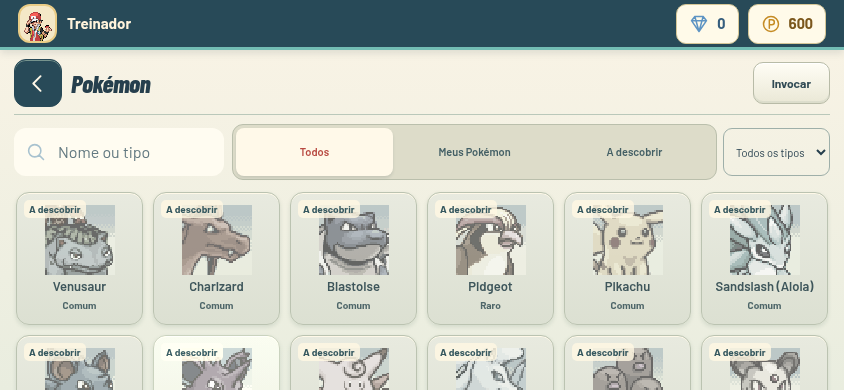 Treinador
0
600
Pokémon
Invocar
Nome ou tipo
Todos
Meus Pokémon
A descobrir
Todos os tipos
A descobrir
A descobrir
A descobrir
A descobrir
A descobrir
A descobrir
Venusaur
Charizard
Blastoise
Pidgeot
Pikachu
Sandslash (Alola)
Comum
Comum
Comum
Raro
Comum
Comum
A descobrir
A descobrir
A descobrir
A descobrir
A descobrir
A descobrir